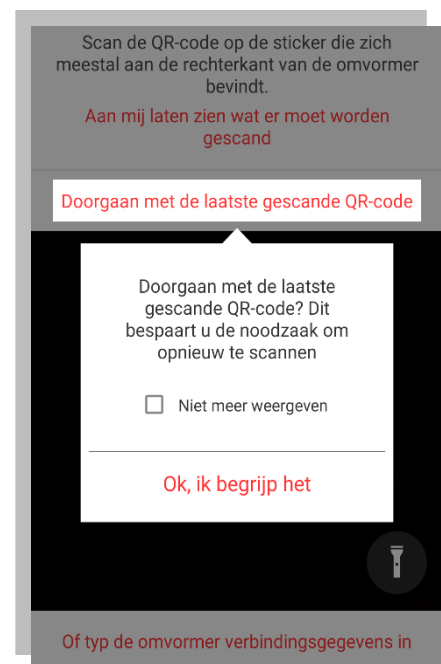 Scan de QR-code op de sticker die zich
meestal aan de rechterkant van de omvormer
bevindt.
Aan mij laten zien wat er moet worden
gescand
Doorgaan met de laatste gescande QR-code
Doorgaan met de laatste
gescande QR-code? Dit
bespaart u de noodzaak om
opnieuw te scannen
Niet meer weergeven
Ok, ik begrijp het
Of typ de omvormer verbindingsgegevens in